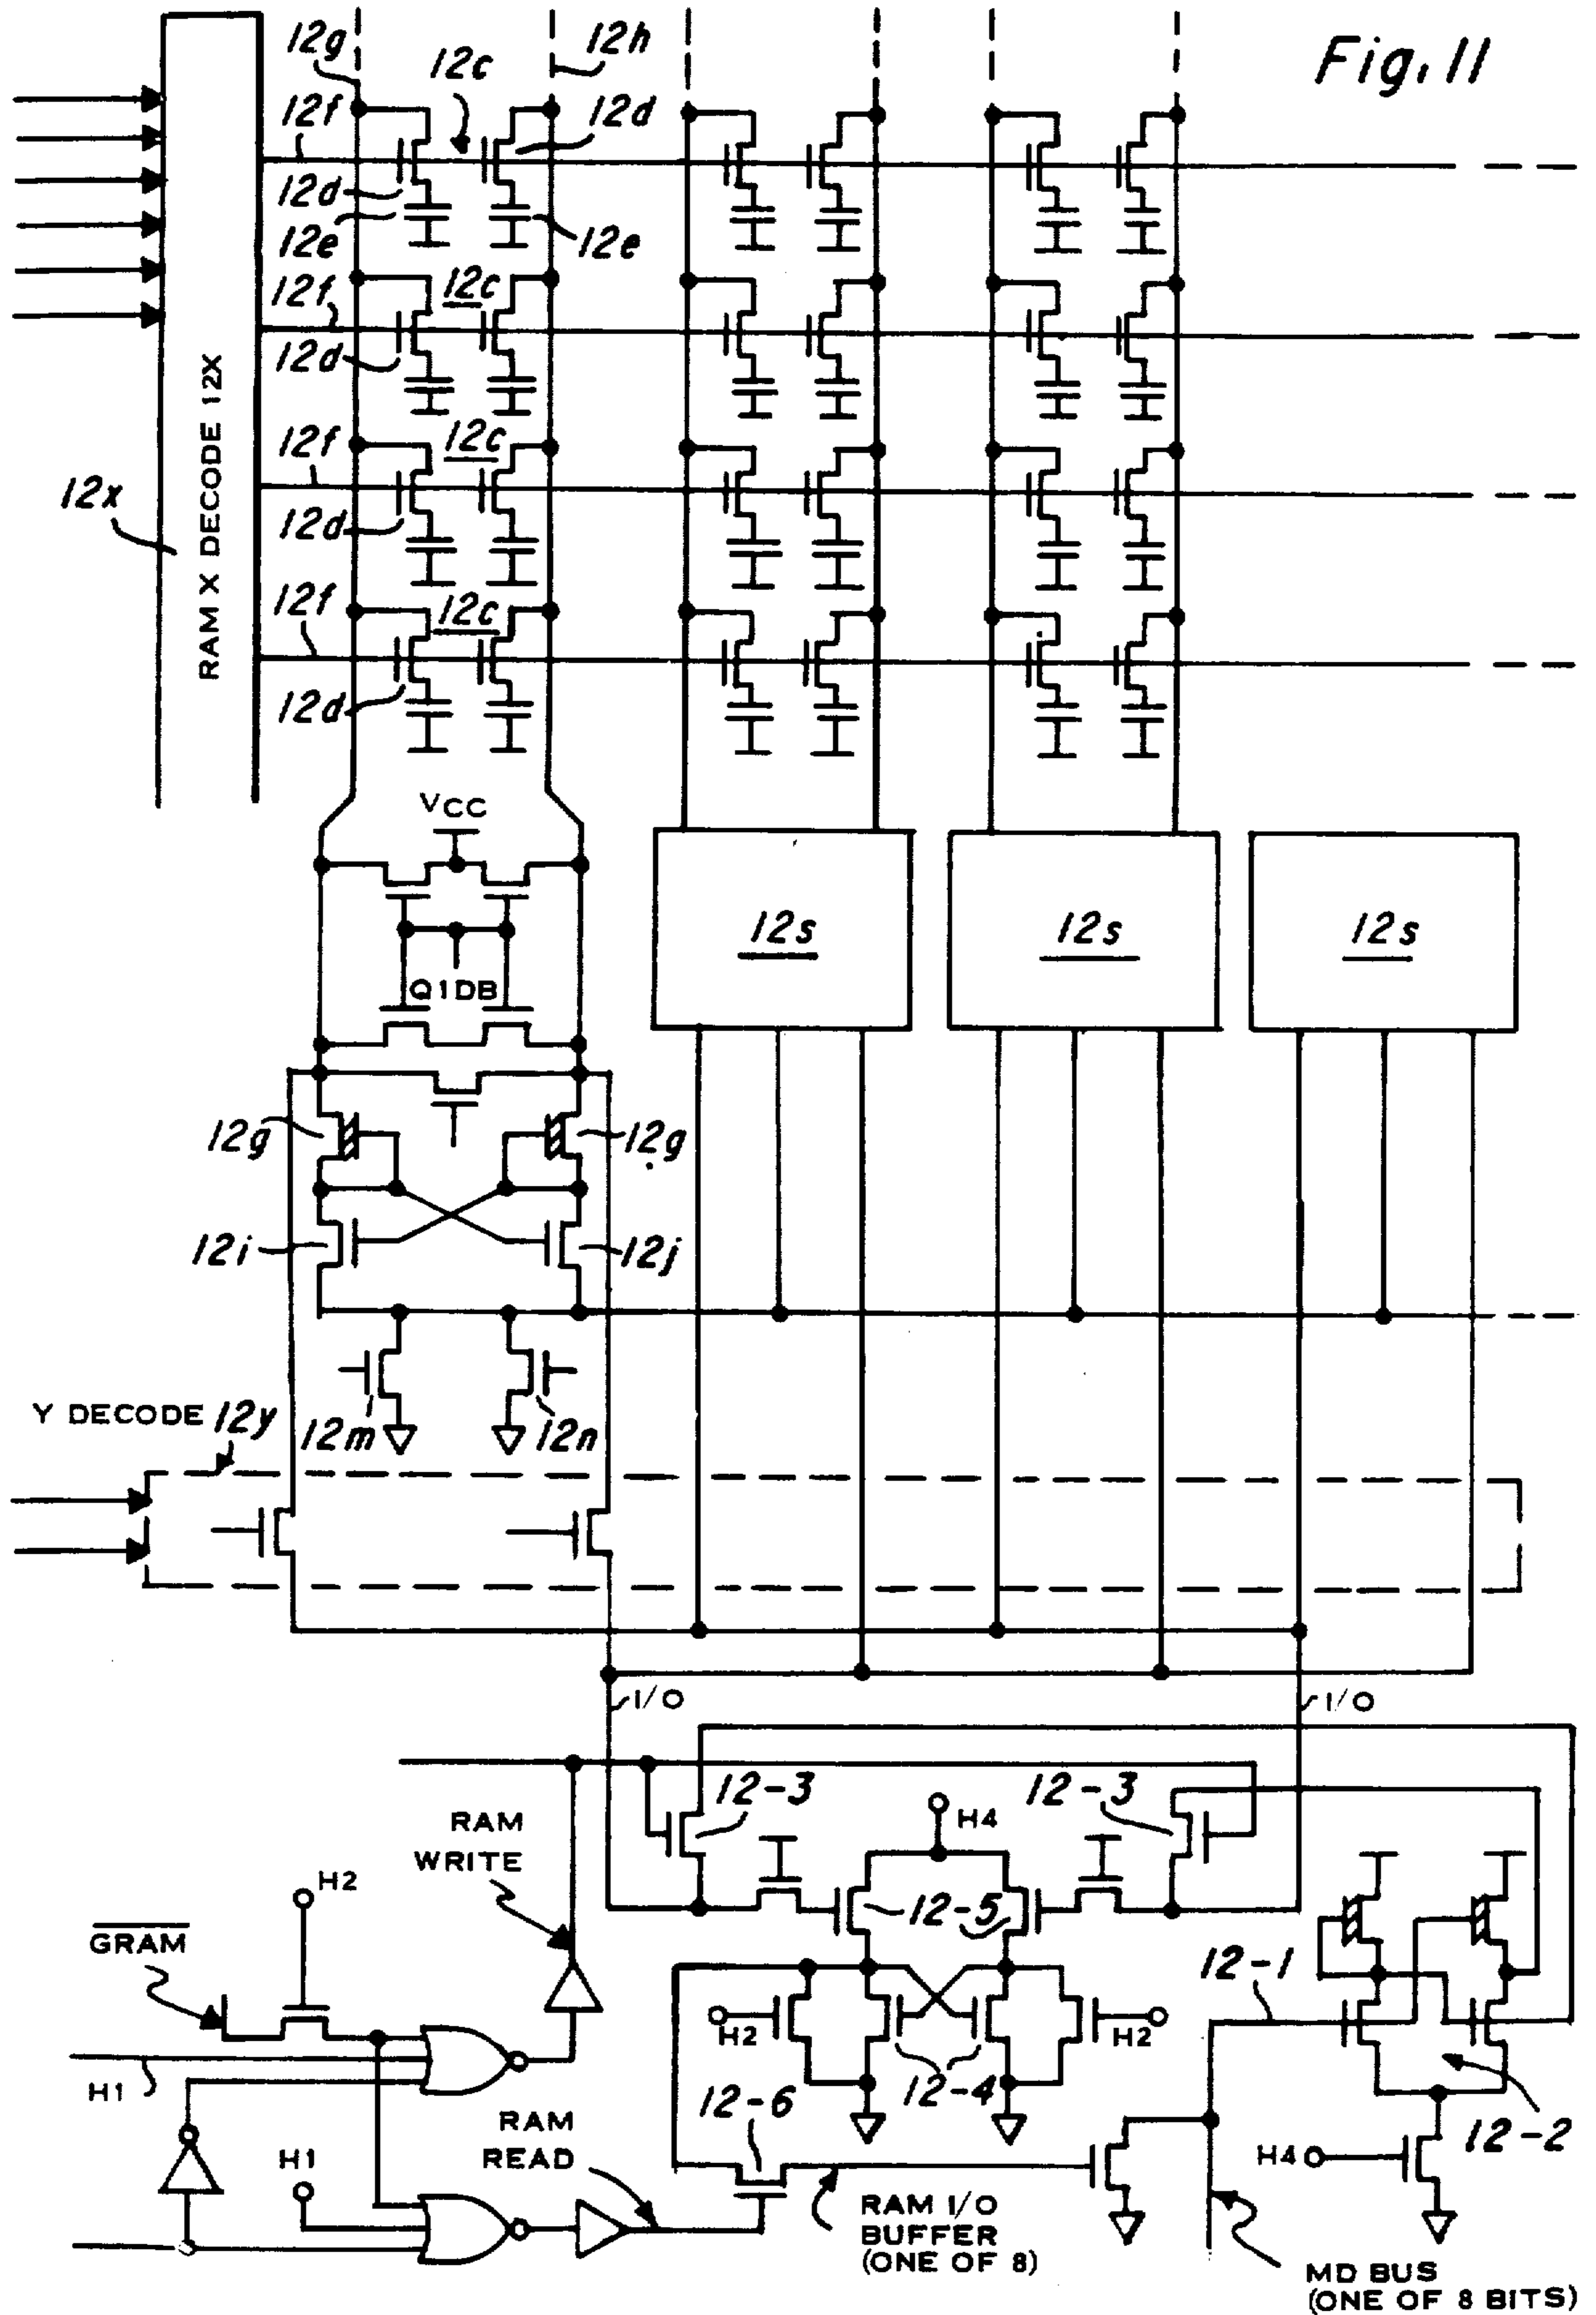 Fig. 11
12g
12h
12c
12f
12d
12d
12e
12e
12f
12c
12d
12f
12c
12d
12f
12c
12d
12x
RAM X DECODE 12X
VCC
Q1DB
12s
12s
12s
12g
12g
12i
12j
12m
12n
Y DECODE 12y
I/O
I/O
12-3
12-3
H4
RAM
WRITE
H2
GRAM
12-5
12-1
H2
H2
12-4
H1
12-6
12-2
RAM
READ
H1
H4
RAM I/O
BUFFER
(ONE OF 8)
MD BUS
(ONE OF 8 BITS)